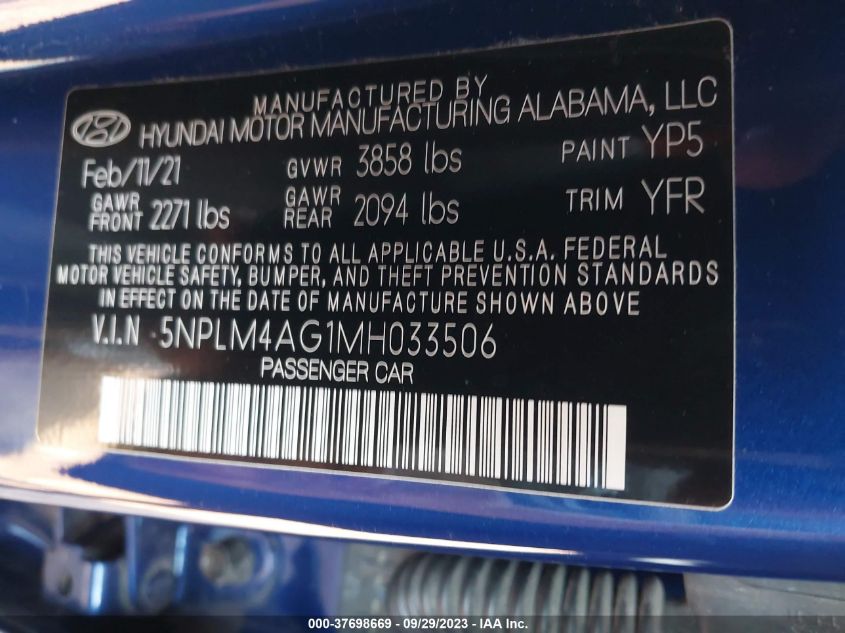 MANUFACTURED BY
HYUNDAI MOTOR MANUFACTURING ALABAMA, LLC
Feb/11/21 GVWR 3858 lbs PAINT YP5
GAWR FRONT 2271 lbs GAWR REAR 2094 lbs TRIM YFR
THIS VEHICLE CONFORMS TO ALL APPLICABLE U.S.A. FEDERAL
MOTOR VEHICLE SAFETY, BUMPER, AND THEFT PREVENTION STANDARDS
IN EFFECT ON THE DATE OF MANUFACTURE SHOWN ABOVE
V.I.N 5NPLM4AG1MH033506
PASSENGER CAR
000-37698669 - 09/29/2023 - IAA Inc.